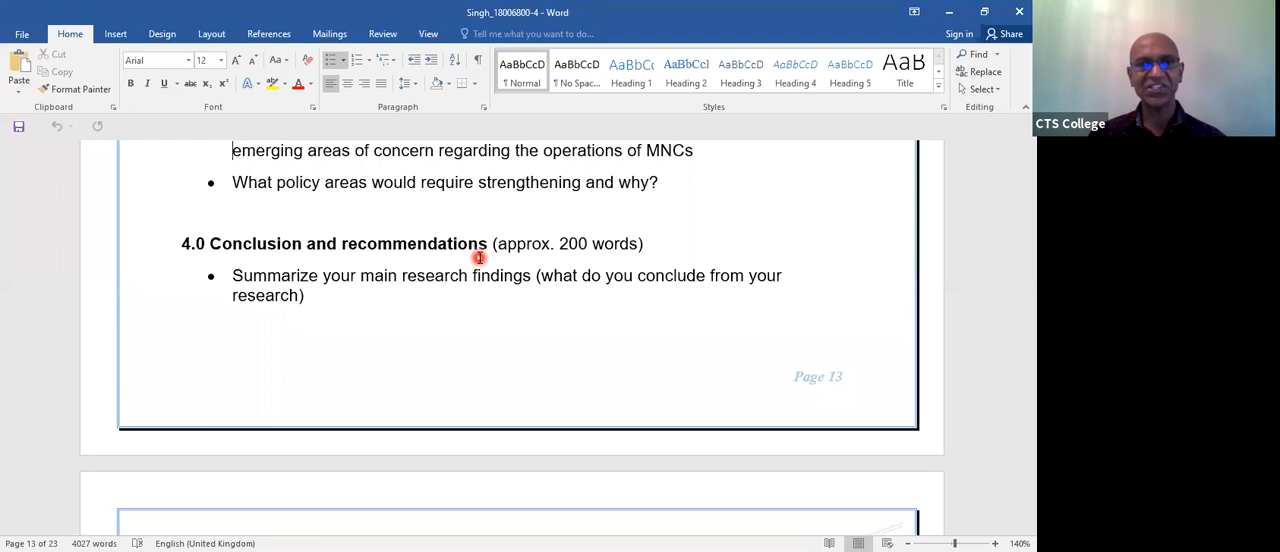 Singh_18006800-4 - Word
File Home Insert Design Layout References Mailings Review View Tell me what you want to do... Sign in Share
Paste Cut Copy Format Painter
Clipboard
Arial 12 Aa
B I U abc x₂ x² A
Font
Paragraph
AaBbCcD ¶ Normal
AaBbCcD ¶ No Spac...
AaBbC( Heading 1
AaBbCcI Heading 2
AaBbCcD Heading 3
AaBbCcD Heading 4
AaBbCcD Heading 5
AaB Title
Styles
Find
Replace
Select
Editing
CTS College
emerging areas of concern regarding the operations of MNCs
• What policy areas would require strengthening and why?
4.0 Conclusion and recommendations (approx. 200 words)
• Summarize your main research findings (what do you conclude from your
research)
Page 13
Page 13 of 23 4027 words English (United Kingdom) 140%